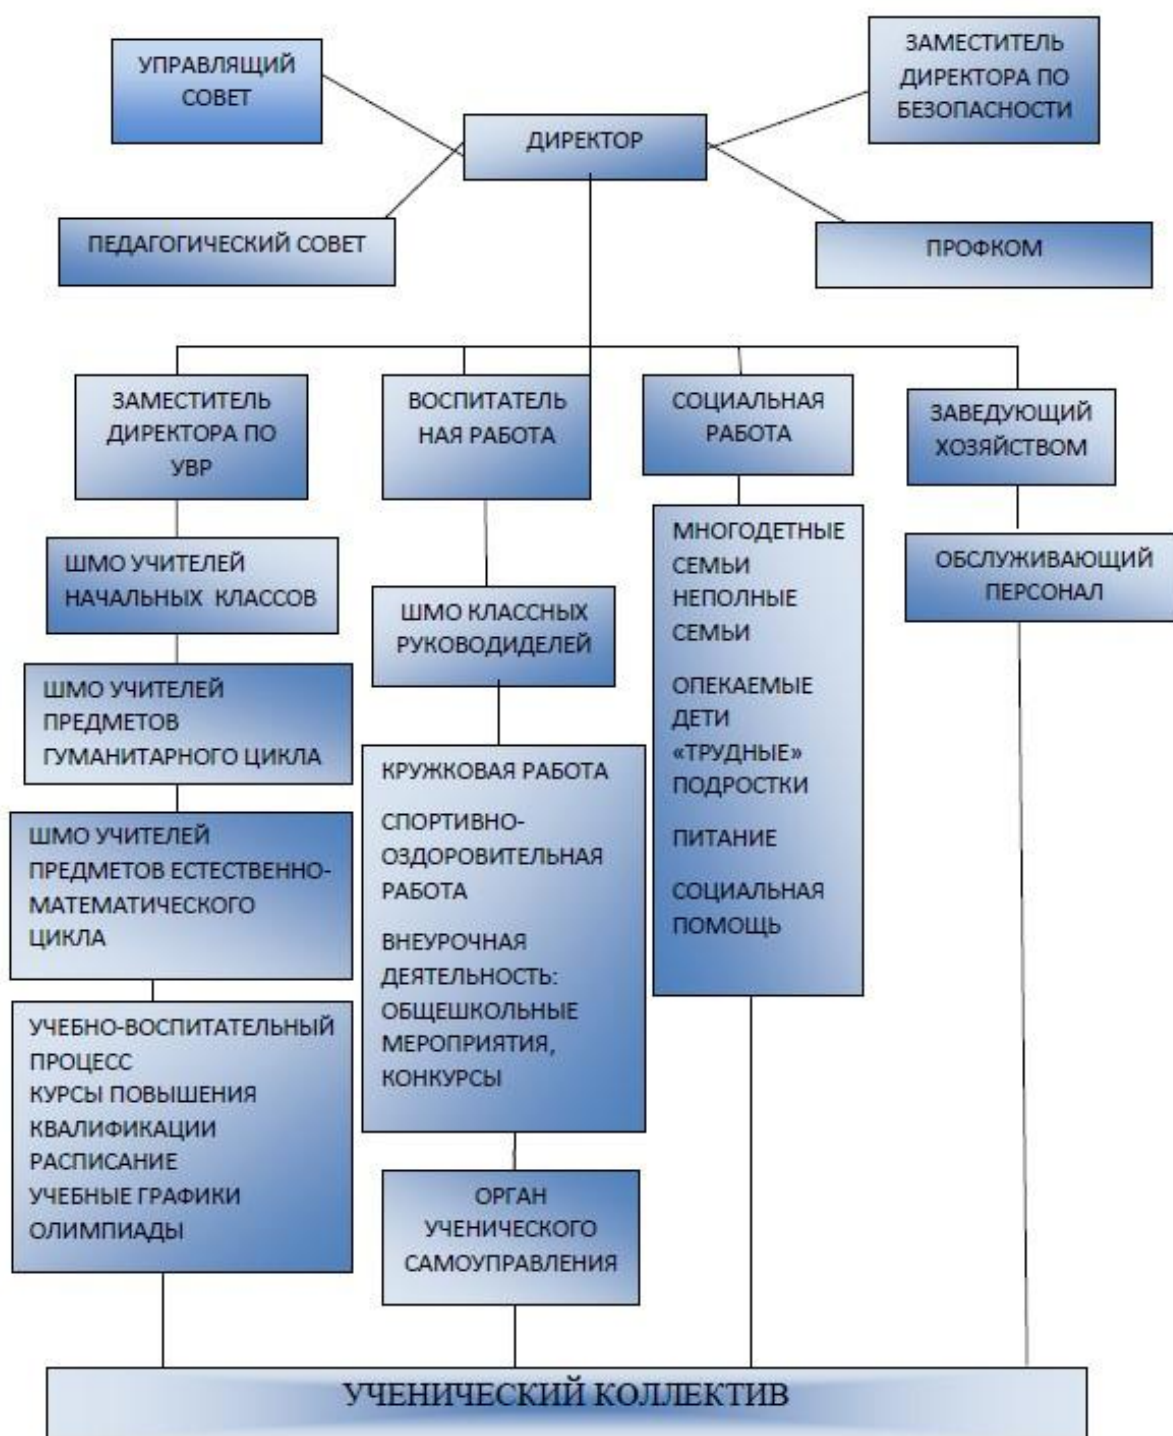 УПРАВЛЯЩИЙ
СОВЕТ
ЗАМЕСТИТЕЛЬ
ДИРЕКТОРА ПО
БЕЗОПАСНОСТИ
ДИРЕКТОР
ПЕДАГОГИЧЕСКИЙ СОВЕТ
ПРОФКОМ
ЗАМЕСТИТЕЛЬ
ДИРЕКТОРА ПО
УВР
ВОСПИТАТЕЛЬ
НАЯ РАБОТА
СОЦИАЛЬНАЯ
РАБОТА
ЗАВЕДУЮЩИЙ
ХОЗЯЙСТВОМ
ШМО УЧИТЕЛЕЙ
НАЧАЛЬНЫХ КЛАССОВ
ШМО УЧИТЕЛЕЙ
ПРЕДМЕТОВ
ГУМАНИТАРНОГО ЦИКЛА
ШМО УЧИТЕЛЕЙ
ПРЕДМЕТОВ ЕСТЕСТВЕННО-
МАТЕМАТИЧЕСКОГО
ЦИКЛА
УЧЕБНО-ВОСПИТАТЕЛЬНЫЙ
ПРОЦЕСС
КУРСЫ ПОВЫШЕНИЯ
КВАЛИФИКАЦИИ
РАСПИСАНИЕ
УЧЕБНЫЕ ГРАФИКИ
ОЛИМПИАДЫ
ШМО КЛАССНЫХ
РУКОВОДИДЕЛЕЙ
КРУЖКОВАЯ РАБОТА
СПОРТИВНО-
ОЗДОРОВИТЕЛЬНАЯ
РАБОТА
ВНЕУРОЧНАЯ
ДЕЯТЕЛЬНОСТЬ:
ОБЩЕШКОЛЬНЫЕ
МЕРОПРИЯТИЯ,
КОНКУРСЫ
ОРГАН
УЧЕНИЧЕСКОГО
САМОУПРАВЛЕНИЯ
МНОГОДЕТНЫЕ
СЕМЬИ
НЕПОЛНЫЕ
СЕМЬИ
ОПЕКАЕМЫЕ
ДЕТИ
«ТРУДНЫЕ»
ПОДРОСТКИ
ПИТАНИЕ
СОЦИАЛЬНАЯ
ПОМОЩЬ
ОБСЛУЖИВАЮЩИЙ
ПЕРСОНАЛ
УЧЕНИЧЕСКИЙ КОЛЛЕКТИВ